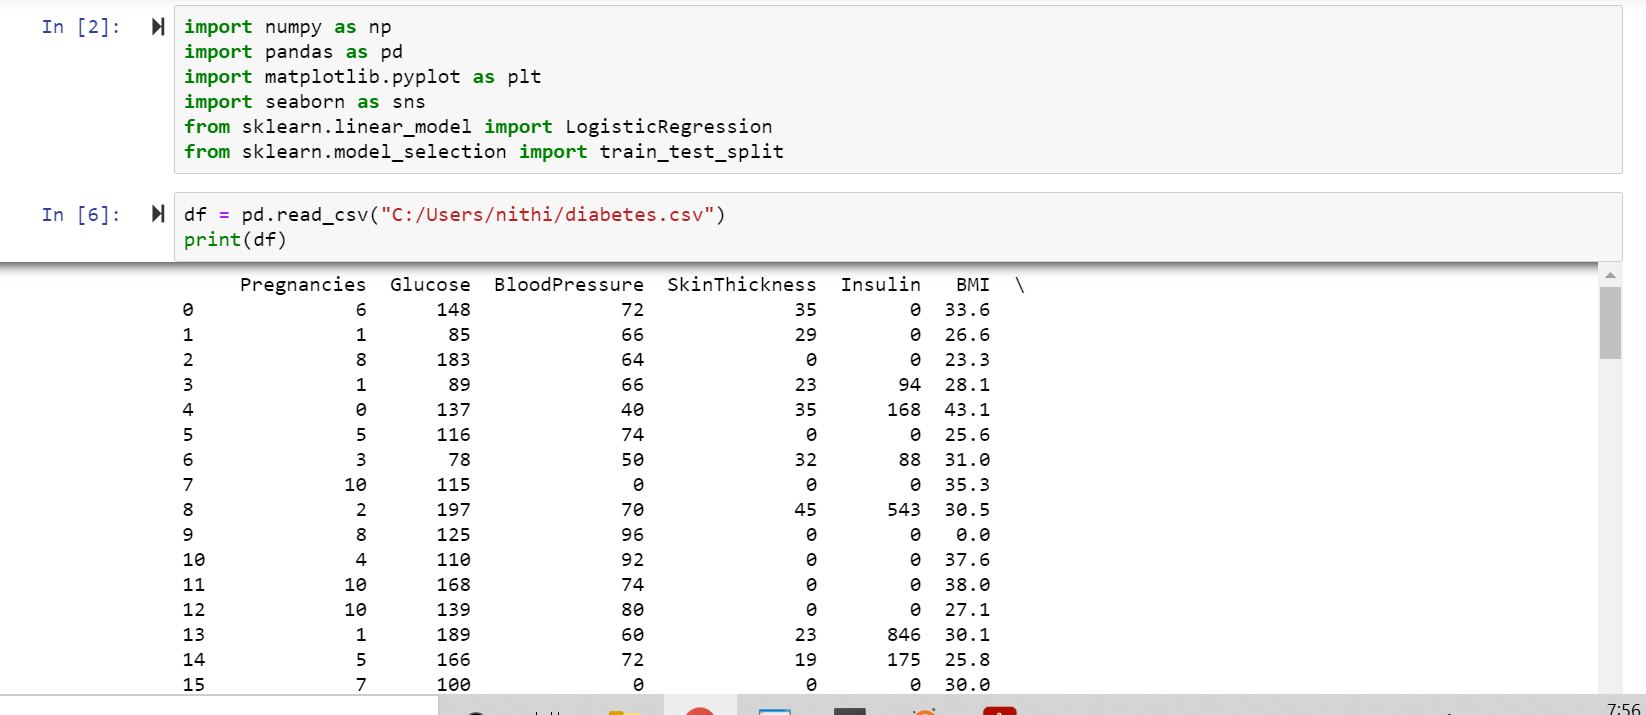 In [2]:
import numpy as np
import pandas as pd
import matplotlib.pyplot as plt
import seaborn as sns
from sklearn.linear_model import LogisticRegression
from sklearn.model_selection import train_test_split
In [6]:
df = pd.read_csv("C:/Users/nithi/diabetes.csv")
print(df)
Pregnancies Glucose BloodPressure SkinThickness Insulin BMI \
0 6 148 72 35 0 33.6
1 1 85 66 29 0 26.6
2 8 183 64 0 0 23.3
3 1 89 66 23 94 28.1
4 0 137 40 35 168 43.1
5 5 116 74 0 0 25.6
6 3 78 50 32 88 31.0
7 10 115 0 0 0 35.3
8 2 197 70 45 543 30.5
9 8 125 96 0 0 0.0
10 4 110 92 0 0 37.6
11 10 168 74 0 0 38.0
12 10 139 80 0 0 27.1
13 1 189 60 23 846 30.1
14 5 166 72 19 175 25.8
15 7 100 0 0 0 30.0
7:56